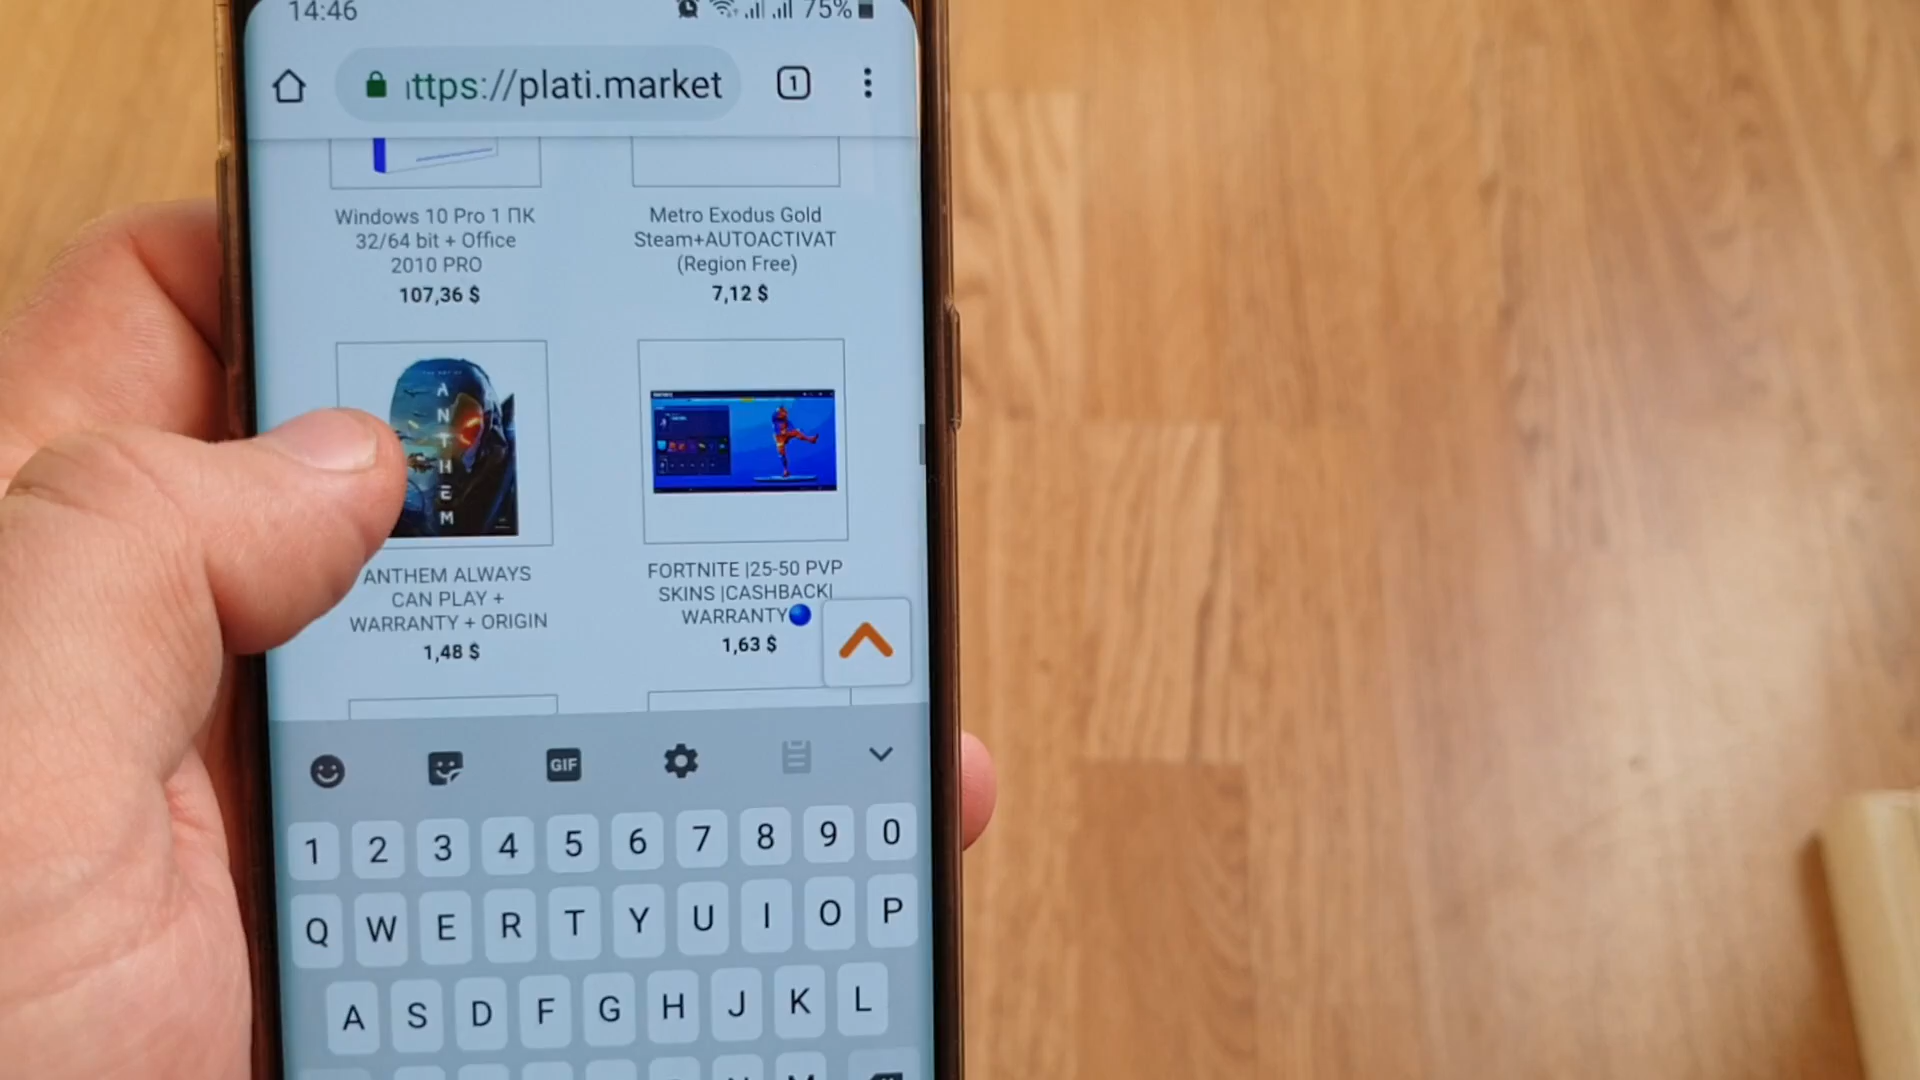 14:46
75%
ttps://plati.market
1
Windows 10 Pro 1 ПК
32/64 bit + Office
2010 PRO
107,36 $
Metro Exodus Gold
Steam+AUTOACTIVAT
(Region Free)
7,12 $
ANTHEM
ANTHEM ALWAYS
CAN PLAY +
WARRANTY + ORIGIN
1,48 $
FORTNITE |25-50 PVP
SKINS |CASHBACK|
WARRANTY
1,63 $
GIF
1 2 3 4 5 6 7 8 9 0
Q W E R T Y U I O P
A S D F G H J K L